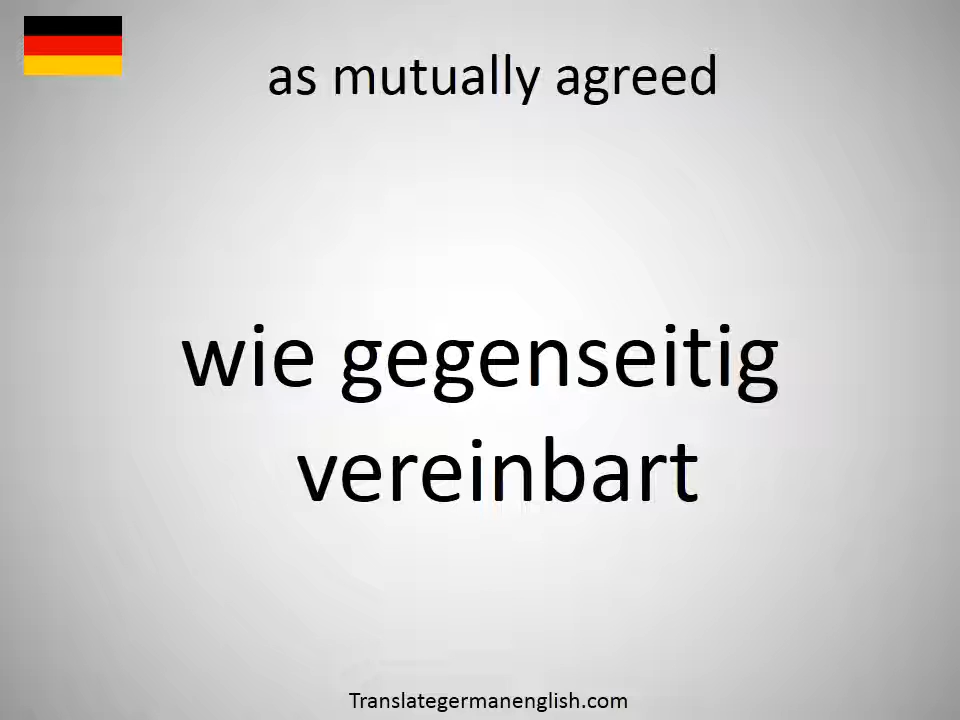 as mutually agreed
wie gegenseitig
vereinbart
Translategermanenglish.com